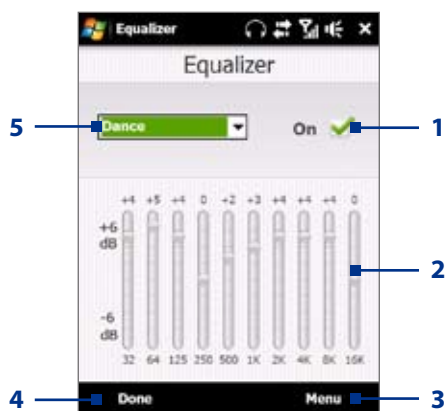 Equalizer
Equalizer
5 Dance On 1
+4 +5 +4 0 +2 +3 +4 +4 +4 0
+6
dB
2
-6
dB
32 64 125 250 500 1K 2K 4K 8K 16K
4 Done Menu 3